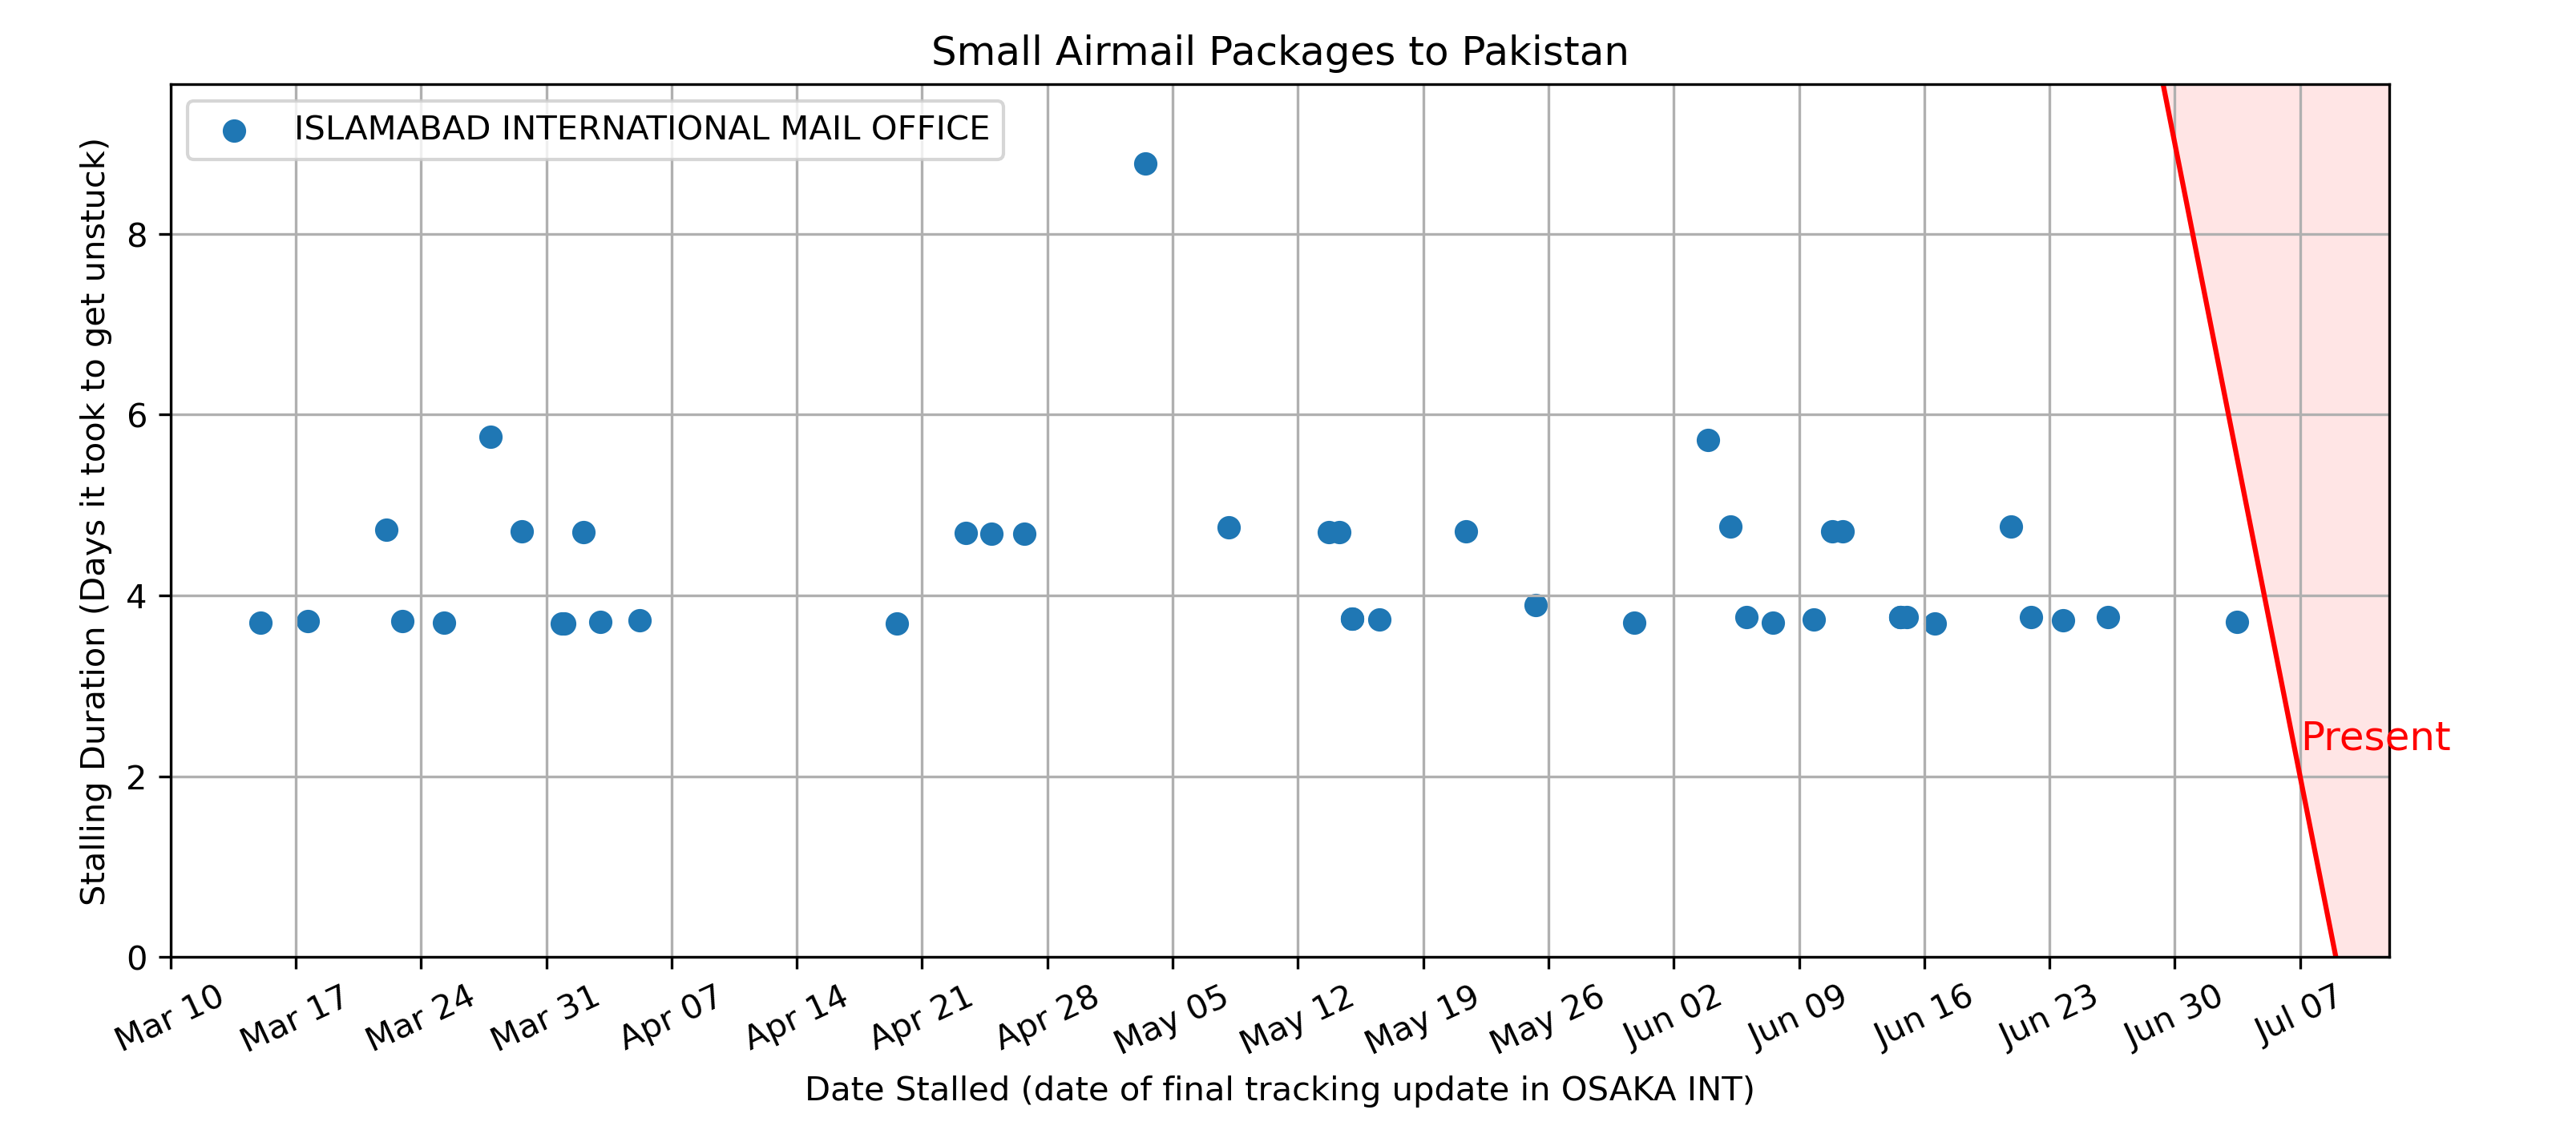 Small Airmail Packages to Pakistan
ISLAMABAD INTERNATIONAL MAIL OFFICE
Stalling Duration (Days it took to get unstuck)
8
6
4
2
0
Present
Mar 10
Mar 17
Mar 24
Mar 31
Apr 07
Apr 14
Apr 21
Apr 28
May 05
May 12
May 19
May 26
Jun 02
Jun 09
Jun 16
Jun 23
Jun 30
Jul 07
Date Stalled (date of final tracking update in OSAKA INT)